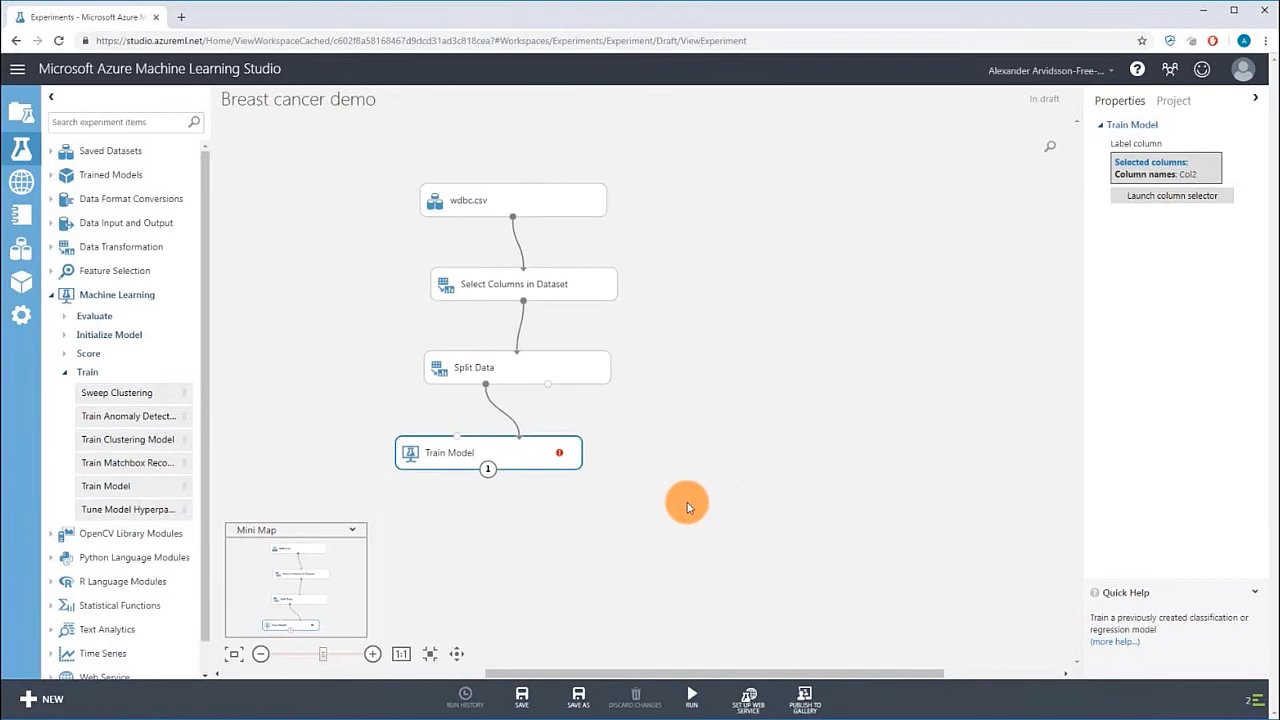 Experiments - Microsoft Azure M
https://studio.azureml.net/Home/ViewWorkspaceCached/c602f8a58168467d9dcd31ad3c818cea?#Workspaces/Experiments/Experiment/Draft/ViewExperiment
A
Microsoft Azure Machine Learning Studio
Alexander Arvidsson-Free-...
Search experiment items
Saved Datasets
Trained Models
Data Format Conversions
Data Input and Output
Data Transformation
Feature Selection
Machine Learning
Evaluate
Initialize Model
Score
Train
Sweep Clustering
Train Anomaly Detect...
Train Clustering Model
Train Matchbox Reco...
Train Model
Tune Model Hyperpa...
OpenCV Library Modules
Python Language Modules
R Language Modules
Statistical Functions
Text Analytics
Time Series
Web Service
Breast cancer demo
In draft
wdbc.csv
Select Columns in Dataset
Split Data
Train Model
1
Mini Map
1:1
Properties
Project
Train Model
Label column
Selected columns:
Column names: Col2
Launch column selector
Quick Help
Train a previously created classification or
regression model
(more help...)
NEW
RUN HISTORY
SAVE
SAVE AS
DISCARD CHANGES
RUN
SET UP WEB
SERVICE
PUBLISH TO
GALLERY
2